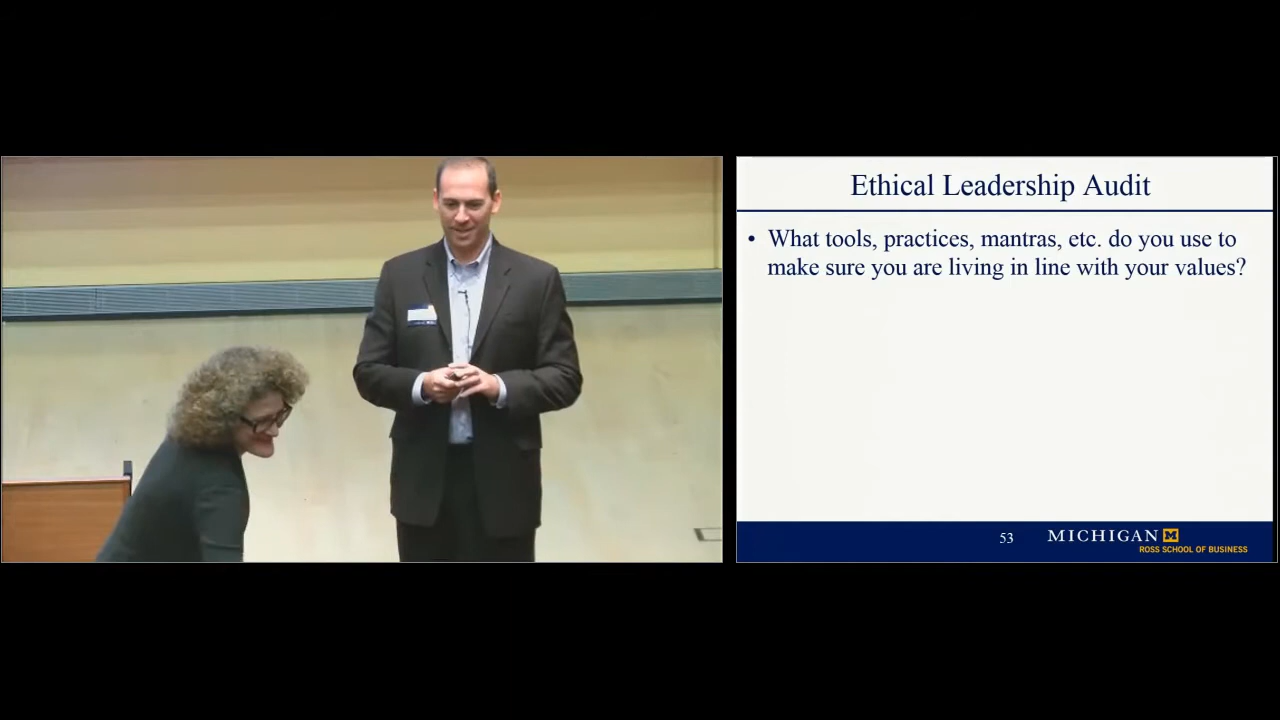 Ethical Leadership Audit
• What tools, practices, mantras, etc. do you use to
make sure you are living in line with your values?
53
MICHIGAN M
ROSS SCHOOL OF BUSINESS